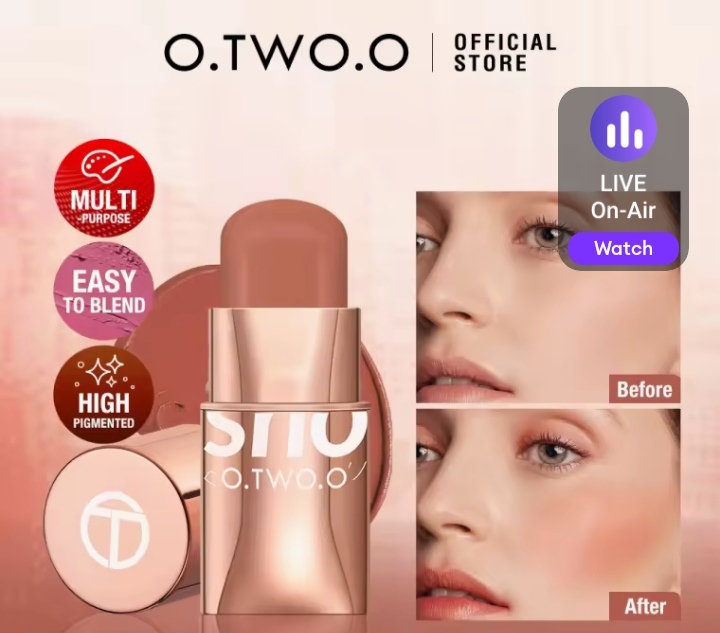 O.TWO.O
OFFICIAL
STORE
LIVE
On-Air
Watch
MULTI
-PURPOSE
EASY
TO BLEND
HIGH
PIGMENTED
O.TWO.O
Before
After